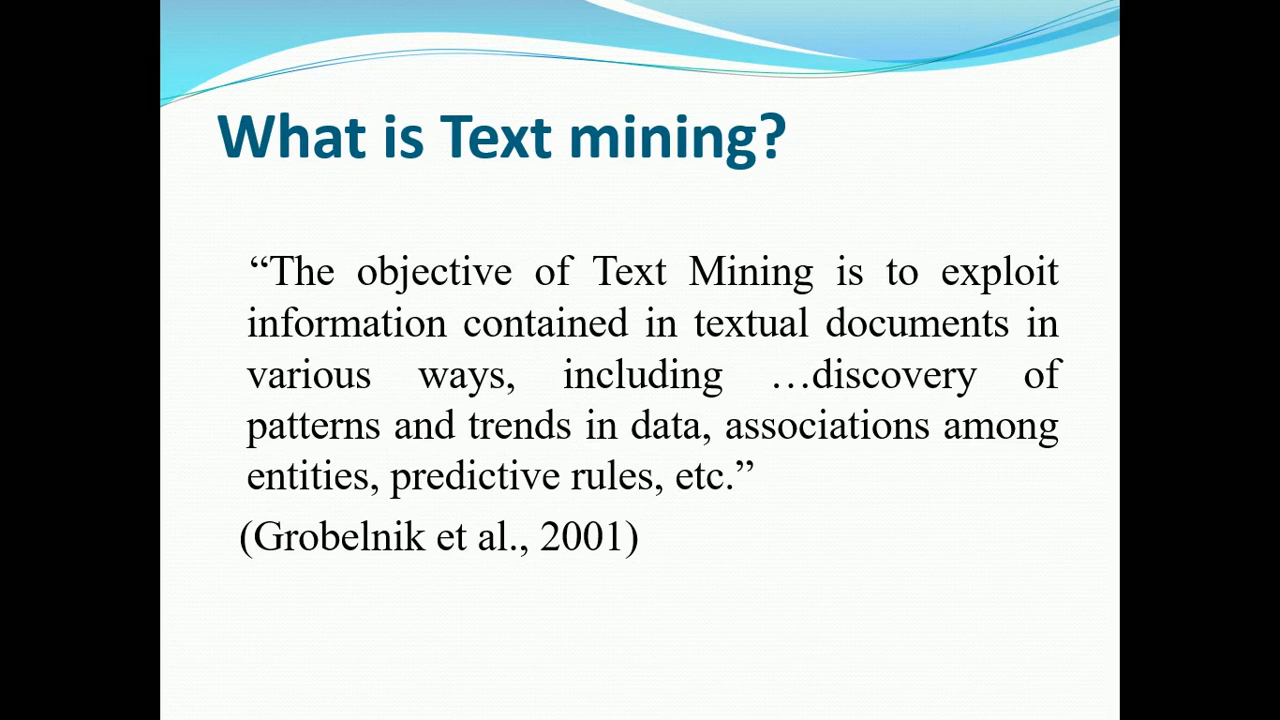 What is Text mining?
“The objective of Text Mining is to exploit
information contained in textual documents in
various ways, including …discovery of
patterns and trends in data, associations among
entities, predictive rules, etc.”
(Grobelnik et al., 2001)